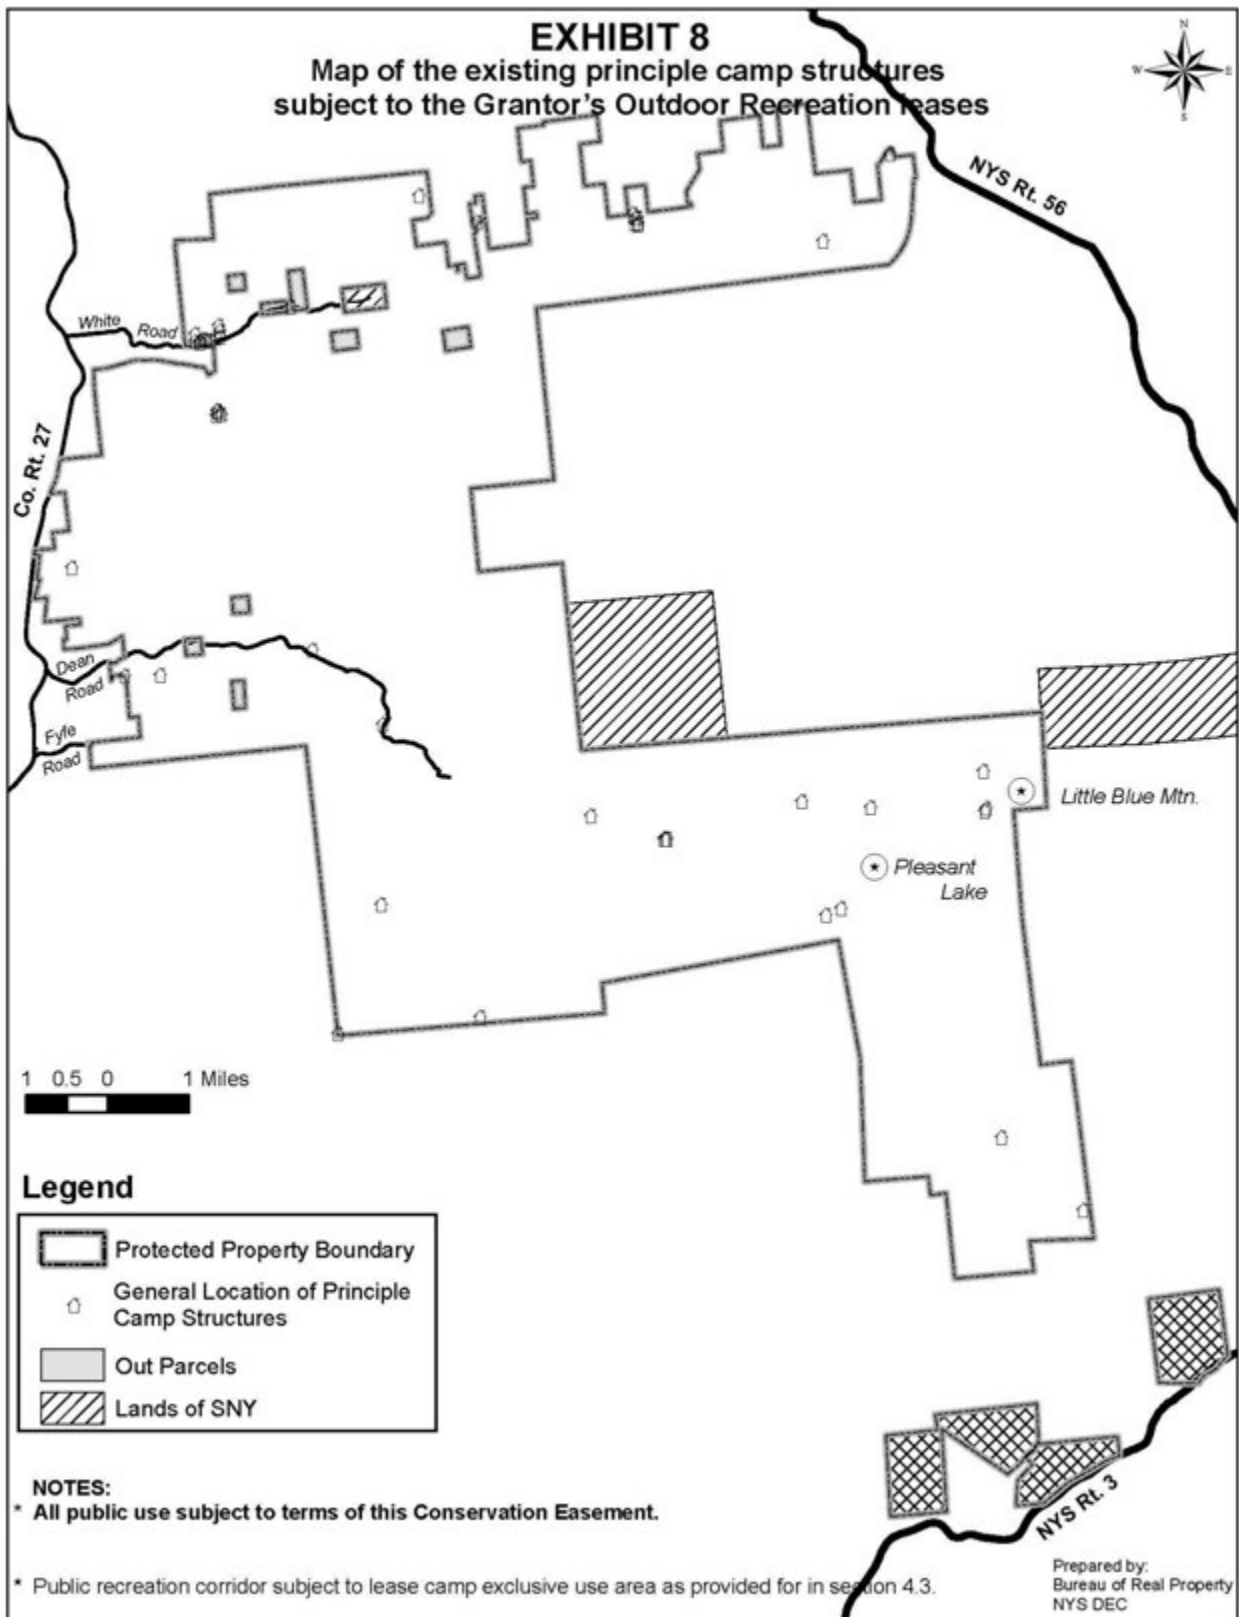 EXHIBIT 8
Map of the existing principle camp structures
subject to the Grantor's Outdoor Recreation leases
N
W E
S
NYS Rt. 56
White Road
Co. Rt. 27
Dean
Road
Fyfe
Road
Little Blue Mtn.
Pleasant
Lake
1 0.5 0 1 Miles
Legend
Protected Property Boundary
General Location of Principle
Camp Structures
Out Parcels
Lands of SNY
NOTES:
* All public use subject to terms of this Conservation Easement.
NYS Rt. 3
* Public recreation corridor subject to lease camp exclusive use area as provided for in section 4.3.
Prepared by:
Bureau of Real Property
NYS DEC